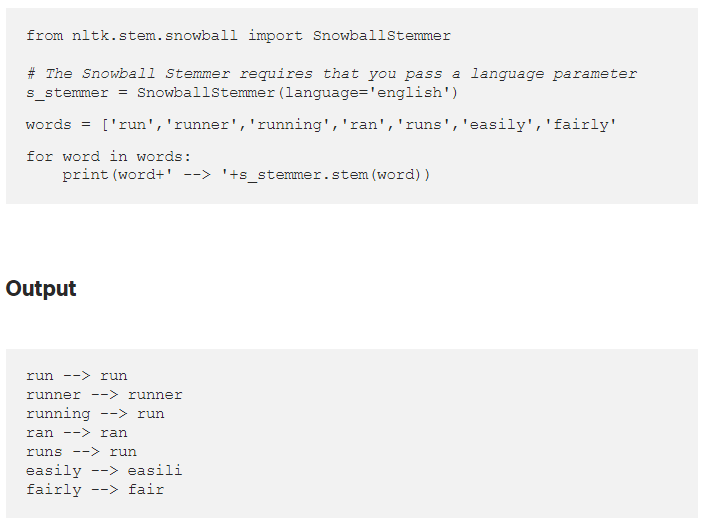 from nltk.stem.snowball import SnowballStemmer
# The Snowball Stemmer requires that you pass a language parameter
s_stemmer = SnowballStemmer(language='english')
words = ['run','runner','running','ran','runs','easily','fairly'
for word in words:
    print(word+' --> '+s_stemmer.stem(word))
Output
run --> run
runner --> runner
running --> run
ran --> ran
runs --> run
easily --> easili
fairly --> fair